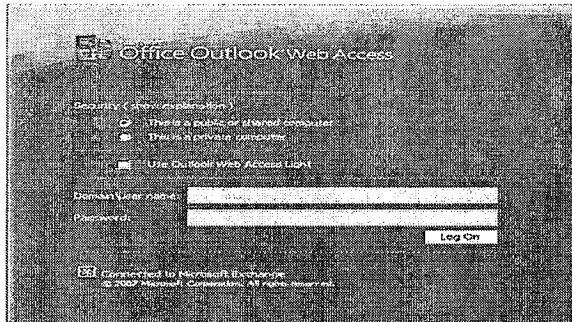 Office Outlook Web Access
Security ( show explanation )
This is a public or shared computer
This is a private computer
Use Outlook Web Access Light
Domain\user name:
Password:
Log On
Connected to Microsoft Exchange
© 2007 Microsoft Corporation. All rights reserved.